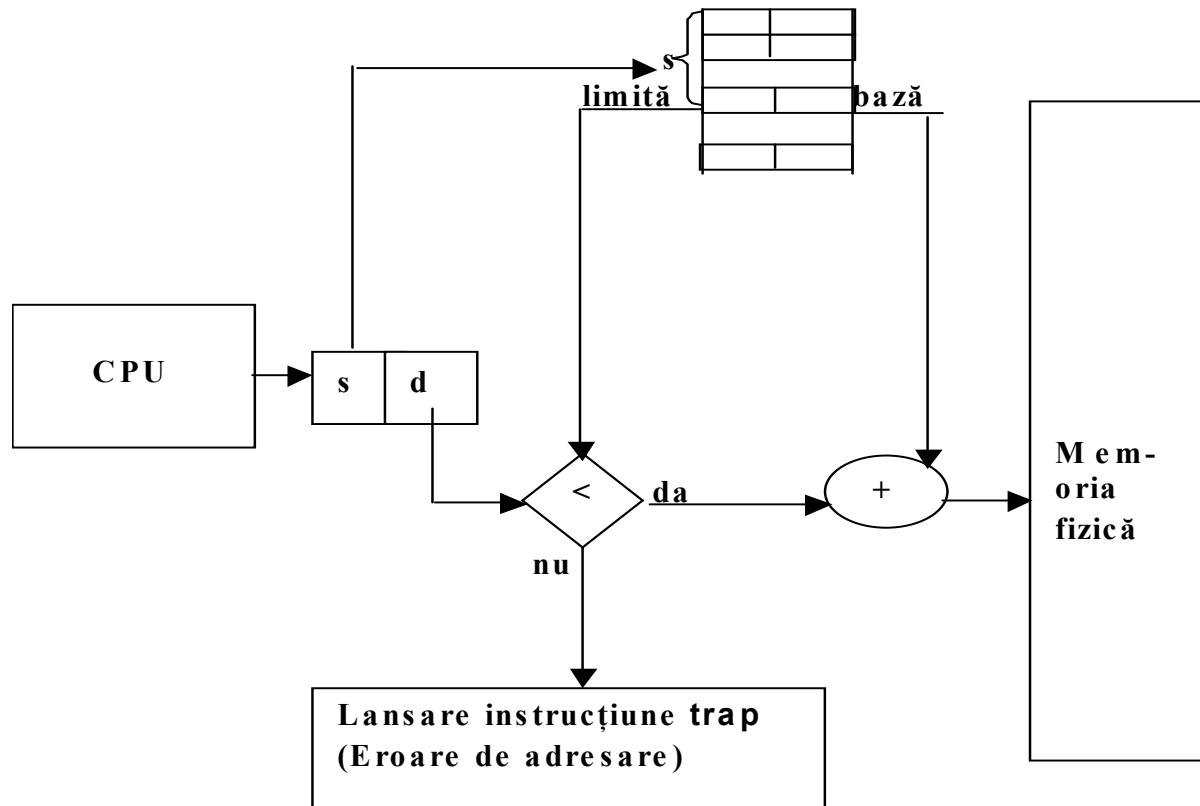 s
limită bază
CPU
s d
< da +
nu
Mem-
oria
fizică
Lansare instrucțiune trap
(Eroare de adresare)